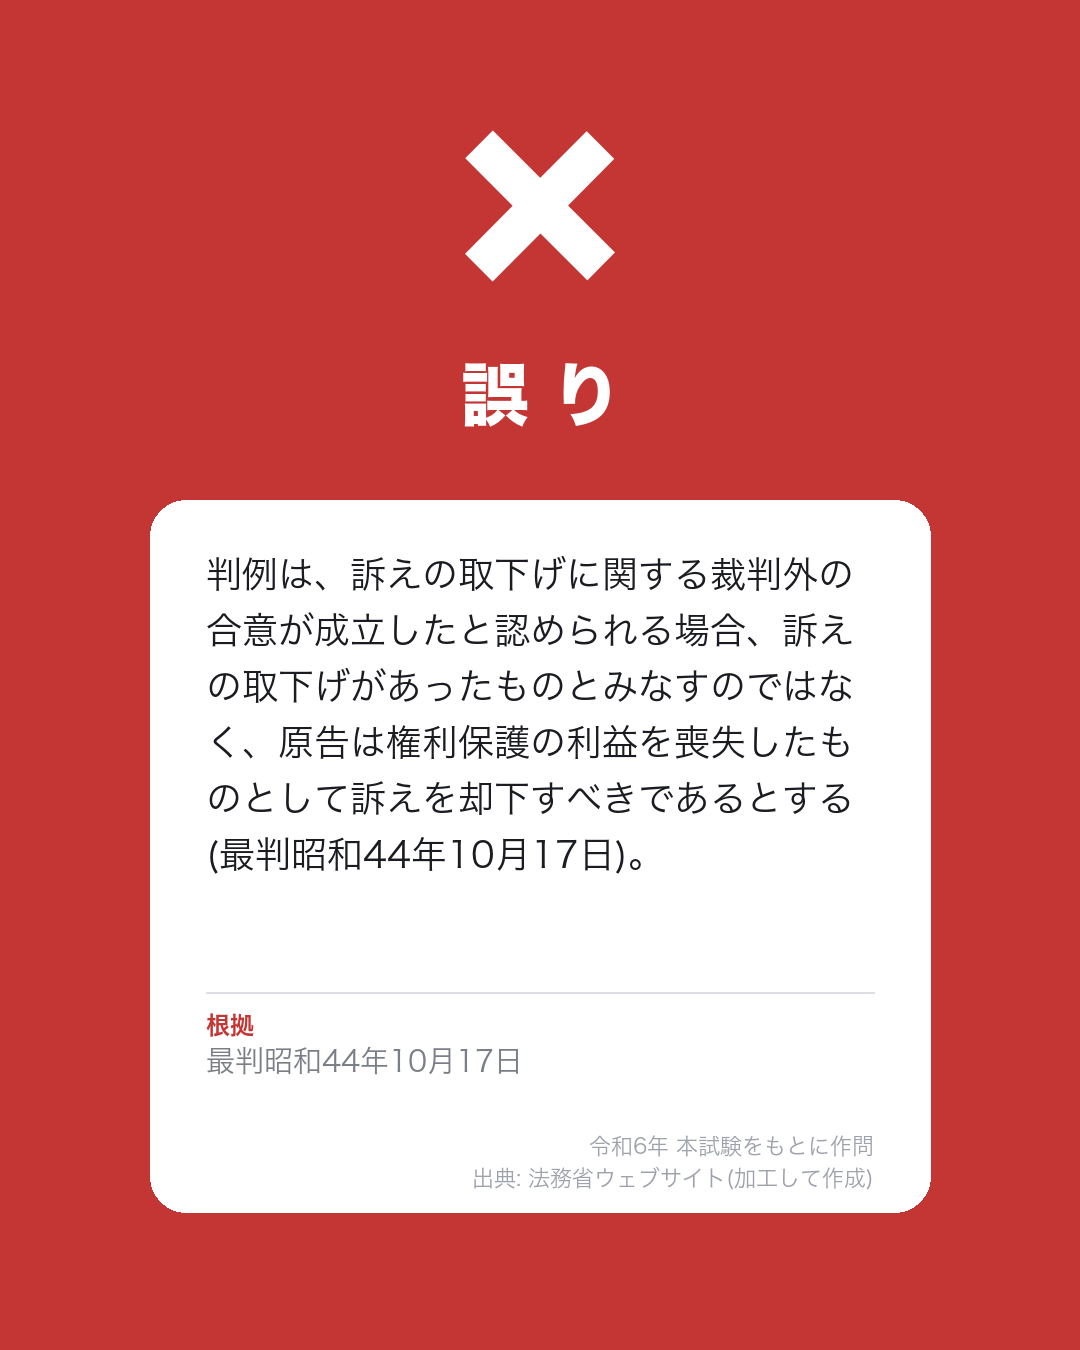 誤り
判例は、訴えの取下げに関する裁判外の
合意が成立したと認められる場合、訴え
の取下げがあったものとみなすのではな
く、原告は権利保護の利益を喪失したも
のとして訴えを却下すべきであるとする
(最判昭和44年10月17日)。
根拠
最判昭和44年10月17日
令和6年 本試験をもとに作問
出典: 法務省ウェブサイト(加工して作成)